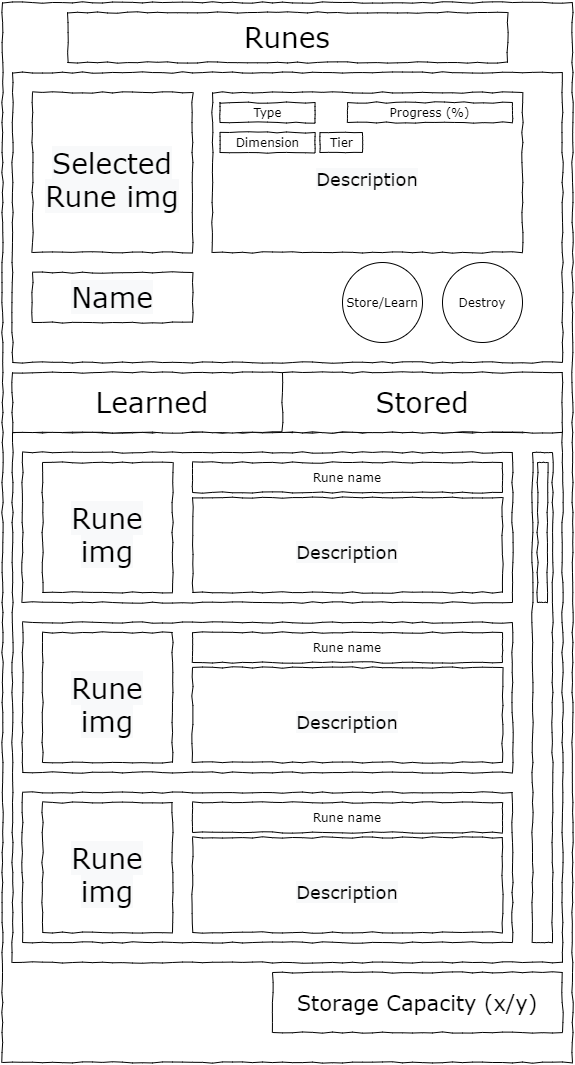 Runes
Selected
Rune img
Type
Progress (%)
Dimension
Tier
Description
Name
Store/Learn
Destroy
Learned
Stored
Rune
img
Rune name
Description
Rune
img
Rune name
Description
Rune
img
Rune name
Description
Storage Capacity (x/y)